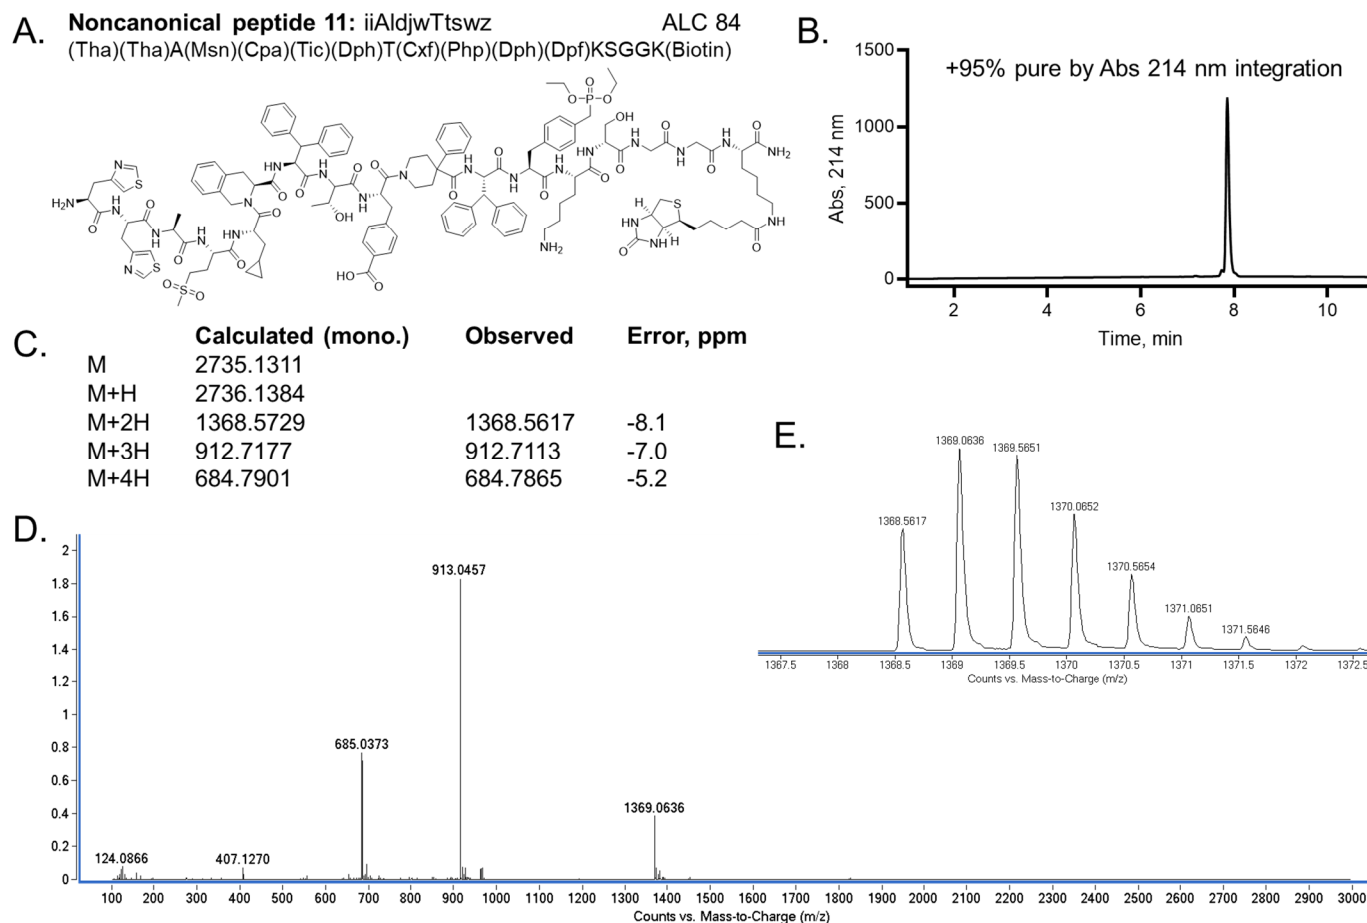 A.
Noncanonical peptide 11: iiAldjwTtswz ALC 84
(Tha)(Tha)A(Msn)(Cpa)(Tic)(Dph)T(Cxf)(Php)(Dph)(Dpf)KSGGK(Biotin)
B.
+95% pure by Abs 214 nm integration
1500
1000
500
0
Abs, 214 nm
2 4 6 8 10
Time, min
C.
Calculated (mono.) Observed Error, ppm
M 2735.1311
M+H 2736.1384
M+2H 1368.5729 1368.5617 -8.1
M+3H 912.7177 912.7113 -7.0
M+4H 684.7901 684.7865 -5.2
D.
2
1.8
1.6
1.4
1.2
1
0.8
0.6
0.4
0.2
0
124.0866
407.1270
685.0373
913.0457
1369.0636
100 200 300 400 500 600 700 800 900 1000 1100 1200 1300 1400 1500 1600 1700 1800 1900 2000 2100 2200 2300 2400 2500 2600 2700 2800 2900 3000
Counts vs. Mass-to-Charge (m/z)
E.
1368.5617
1369.0636
1369.5651
1370.0652
1370.5654
1371.0651
1371.5646
1367.5 1368 1368.5 1369 1369.5 1370 1370.5 1371 1371.5 1372 1372.5
Counts vs. Mass-to-Charge (m/z)